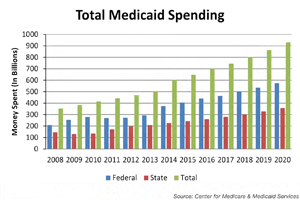 Total Medicaid Spending
Money Spent (In Billions)
1000
900
800
700
600
500
400
300
200
100
0
2008 2009 2010 2011 2012 2013 2014 2015 2016 2017 2018 2019 2020
Federal State Total
Source: Center for Medicare & Medicaid Services